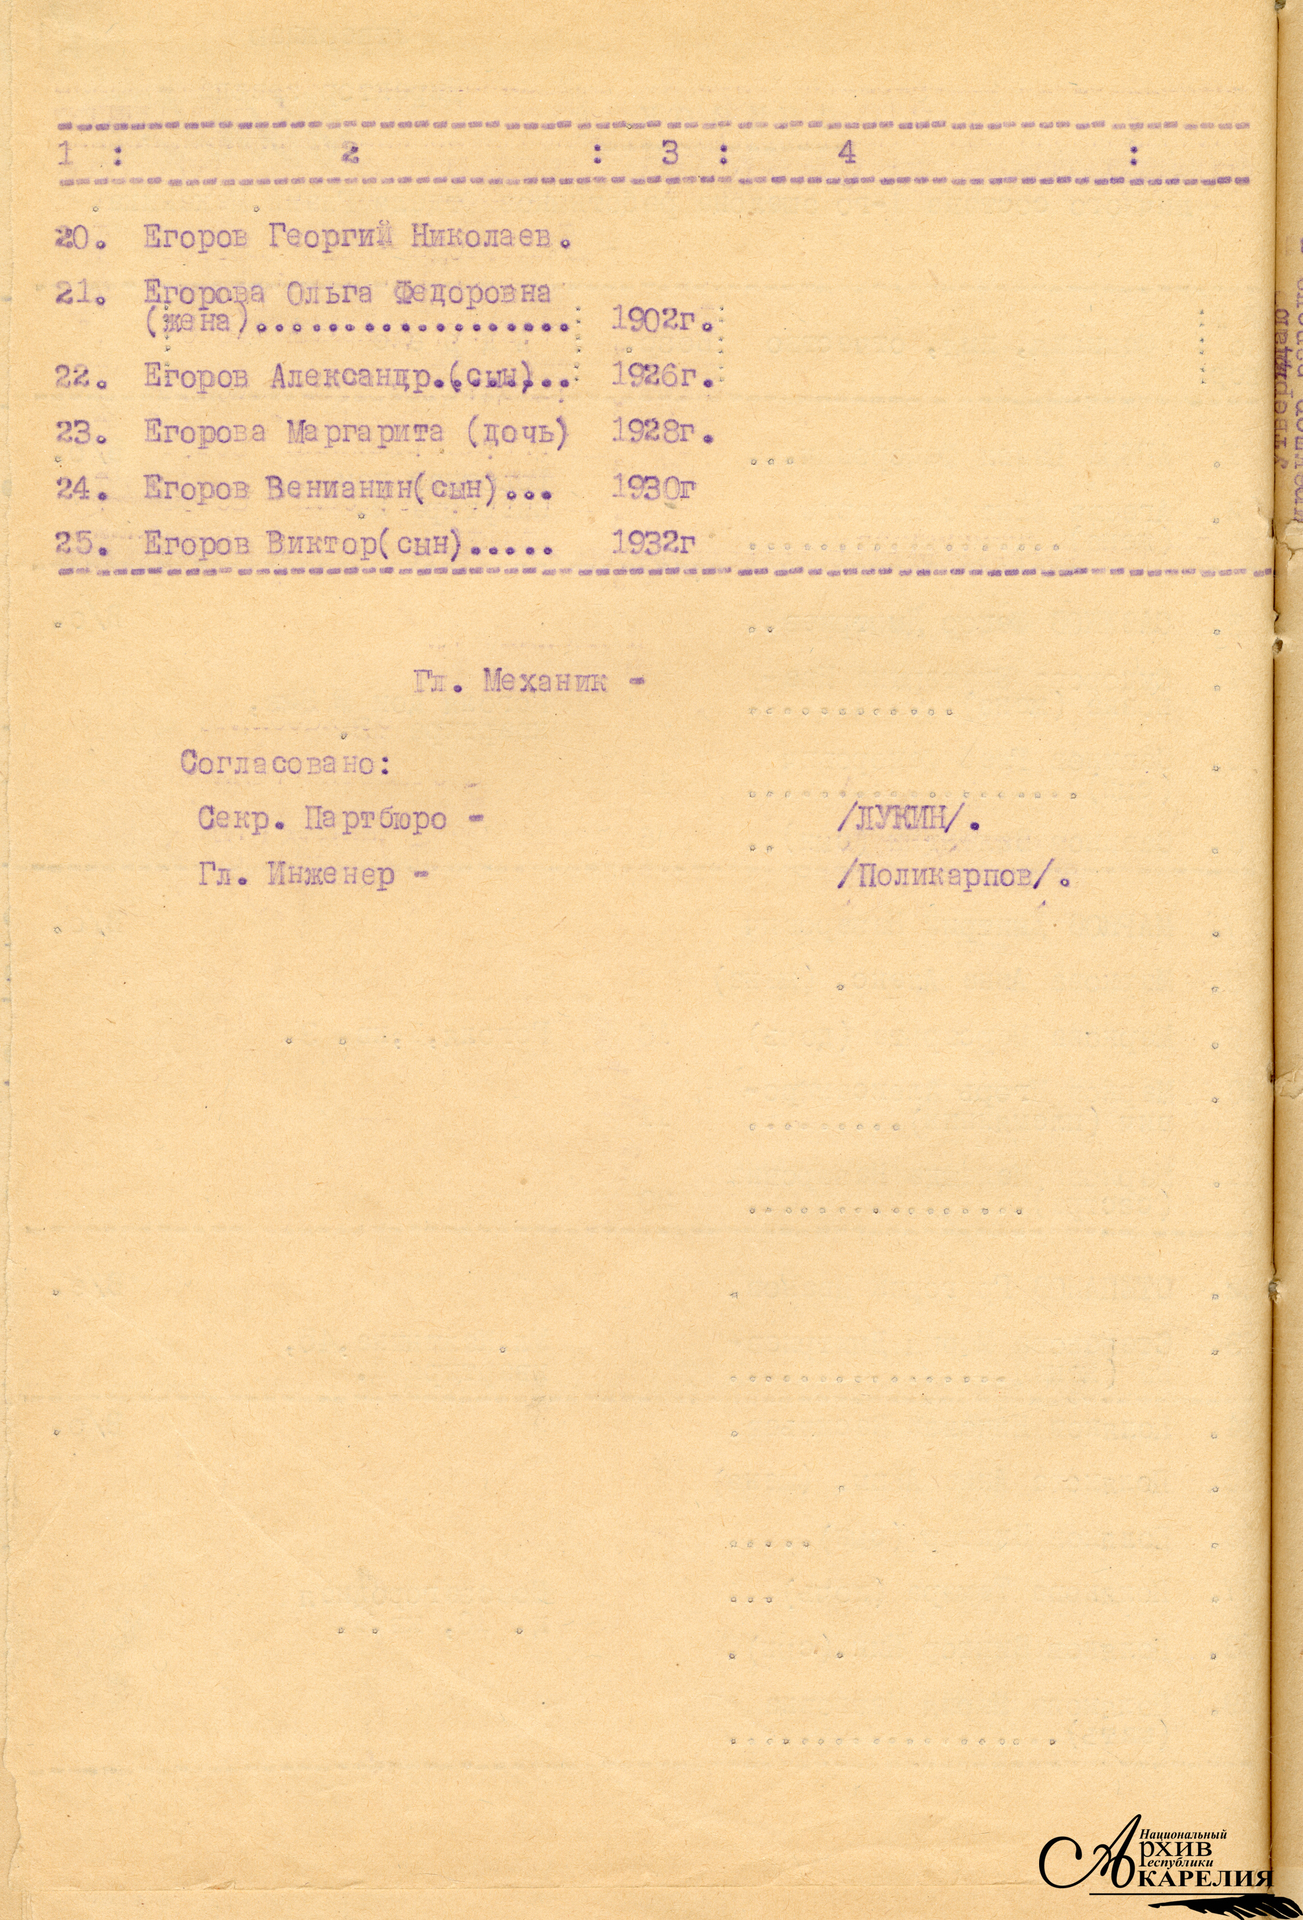 1 : 2 : 3 : 4 :
20. Егоров Георгий Николаев.
21. Егорова Ольга Федоровна
(жена).................. 1902г.
22. Егоров Александр.(сын).. 1926г.
23. Егорова Маргарита (дочь) 1928г.
24. Егоров Вениании(сын)... 1930г
25. Егоров Виктор(сын)..... 1932г
Гл. Механик -
Согласовано:
Секр. Партбюро - /ЛУКИН/.
Гл. Инженер - /Поликарпов/.
Утверждаю
Национальный
Архив
Республики
КАРЕЛИЯ